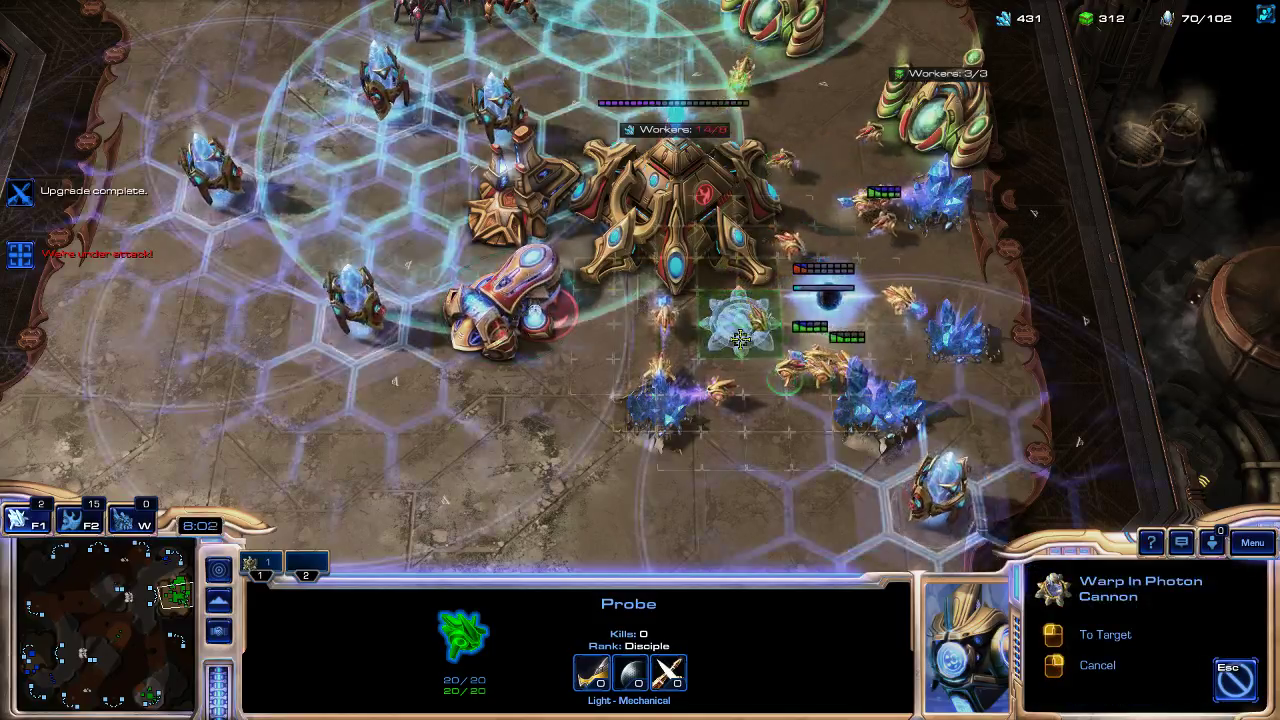 431 312 70/102
Workers: 3/3
Workers: 14/8
Upgrade complete.
We're under attack!
2 15 0
F1 F2 W
8:02
0
? Menu
1
1 2
Probe
Kills: 0
Rank: Disciple
0 0 0
20/20
20/20
Light - Mechanical
Warp In Photon
Cannon
To Target
Cancel
Esc